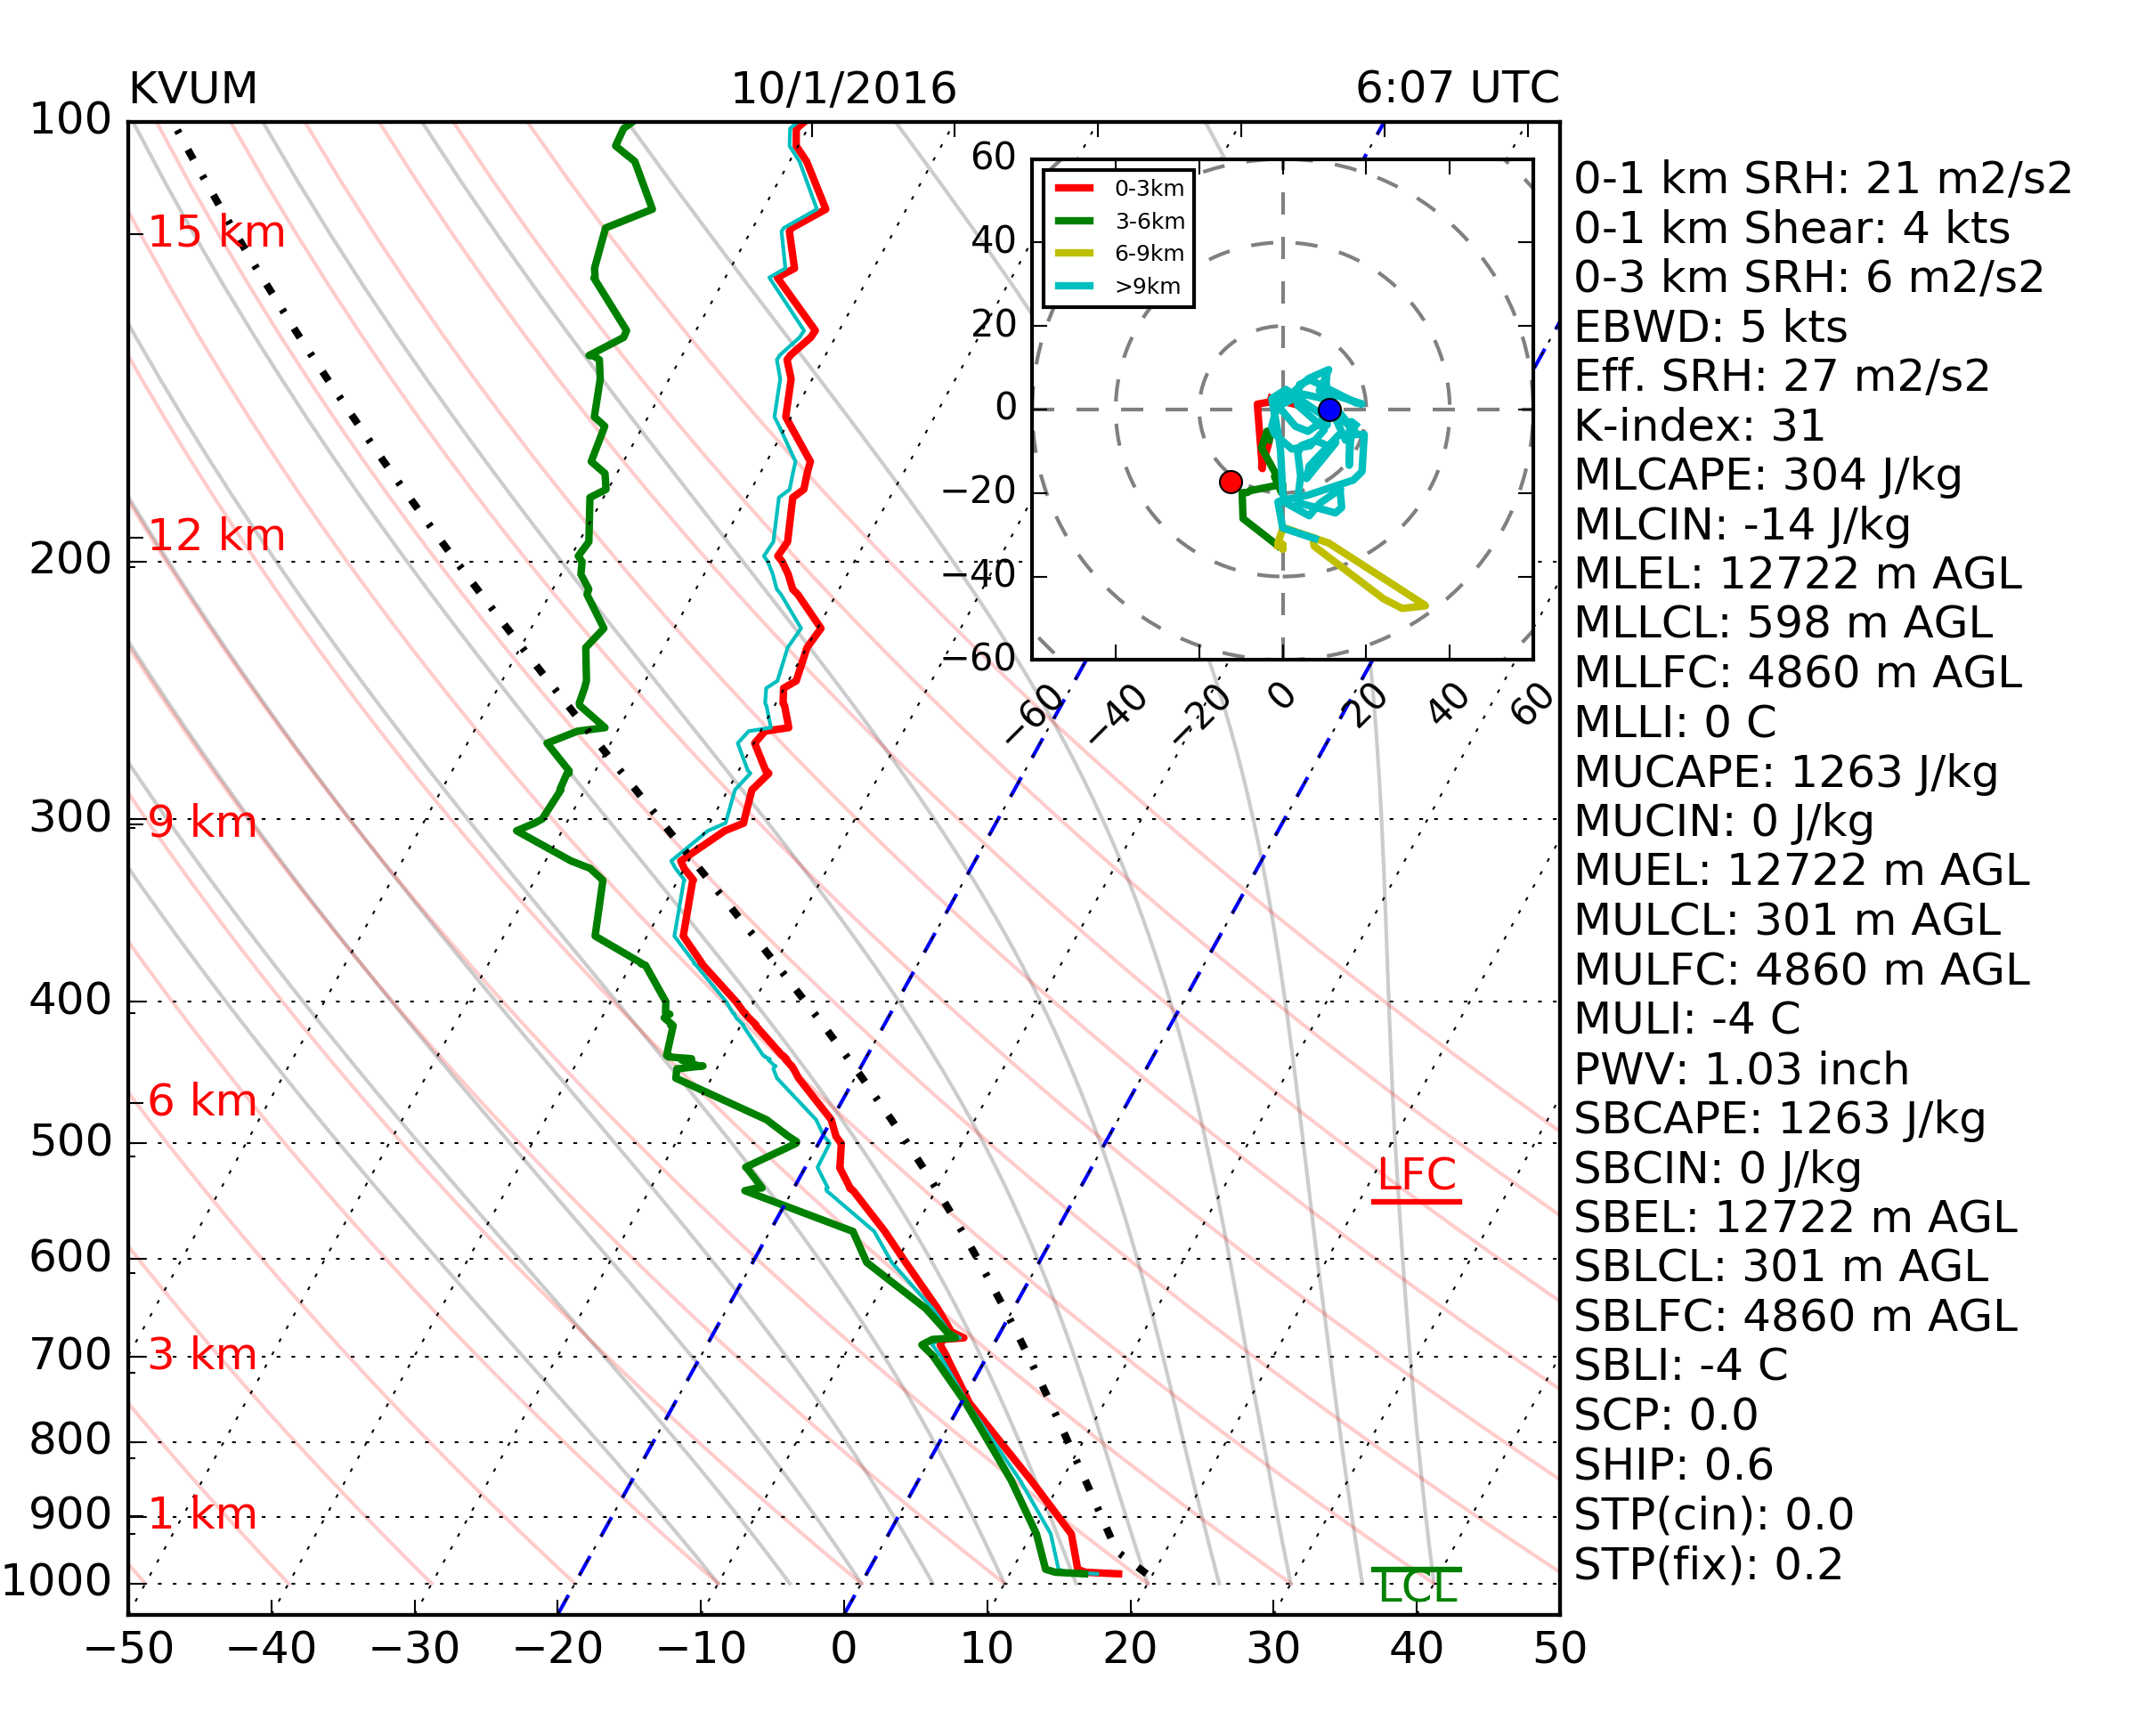 KVUM 10/1/2016 6:07 UTC
100
200
300
400
500
600
700
800
900
1000
15 km
12 km
9 km
6 km
3 km
1 km
−50 −40 −30 −20 −10 0 10 20 30 40 50
0-3km
3-6km
6-9km
>9km
60
40
20
0
−20
−40
−60
−60 −40 −20 0 20 40 60
LFC
LCL
0-1 km SRH: 21 m2/s2
0-1 km Shear: 4 kts
0-3 km SRH: 6 m2/s2
EBWD: 5 kts
Eff. SRH: 27 m2/s2
K-index: 31
MLCAPE: 304 J/kg
MLCIN: -14 J/kg
MLEL: 12722 m AGL
MLLCL: 598 m AGL
MLLFC: 4860 m AGL
MLLI: 0 C
MUCAPE: 1263 J/kg
MUCIN: 0 J/kg
MUEL: 12722 m AGL
MULCL: 301 m AGL
MULFC: 4860 m AGL
MULI: -4 C
PWV: 1.03 inch
SBCAPE: 1263 J/kg
SBCIN: 0 J/kg
SBEL: 12722 m AGL
SBLCL: 301 m AGL
SBLFC: 4860 m AGL
SBLI: -4 C
SCP: 0.0
SHIP: 0.6
STP(cin): 0.0
STP(fix): 0.2